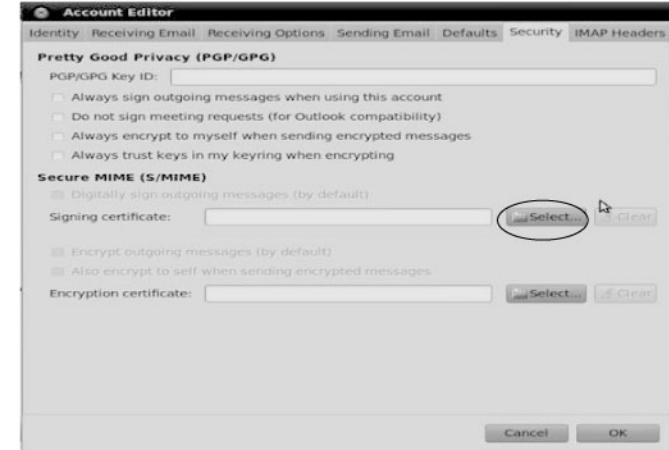 Account Editor
Identity Receiving Email Receiving Options Sending Email Defaults Security IMAP Headers
Pretty Good Privacy (PGP/GPG)
PGP/GPG Key ID:
Always sign outgoing messages when using this account
Do not sign meeting requests (for Outlook compatibility)
Always encrypt to myself when sending encrypted messages
Always trust keys in my keyring when encrypting
Secure MIME (S/MIME)
Digitally sign outgoing messages (by default)
Signing certificate: Select... Clear
Encrypt outgoing messages (by default)
Also encrypt to self when sending encrypted messages
Encryption certificate: Select... Clear
Cancel OK